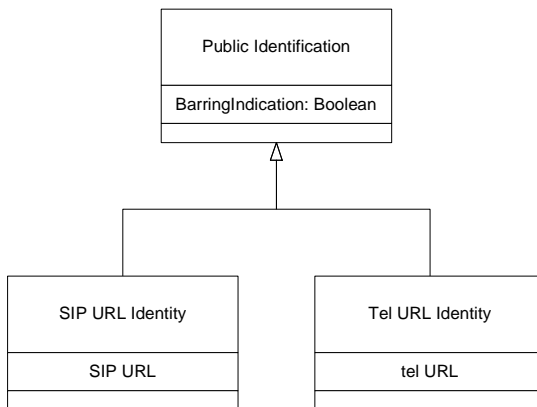 Public Identification
BarringIndication: Boolean
SIP URL Identity
Tel URL Identity
SIP URL
tel URL